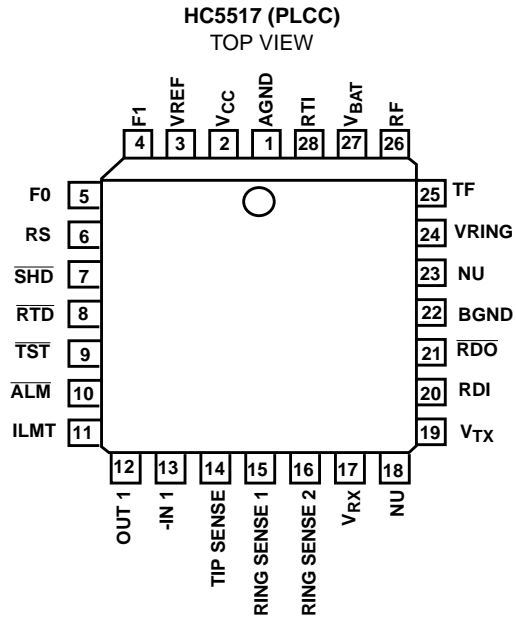 HC5517 (PLCC)
TOP VIEW
F1
VREF
VCC
AGND
RTI
VBAT
RF
4 3 2 1 28 27 26
F0 5
RS 6
SHD 7
RTD 8
TST 9
ALM 10
ILMT 11
25 TF
24 VRING
23 NU
22 BGND
21 RDO
20 RDI
19 VTX
12 13 14 15 16 17 18
OUT 1
-IN 1
TIP SENSE
RING SENSE 1
RING SENSE 2
VRX
NU